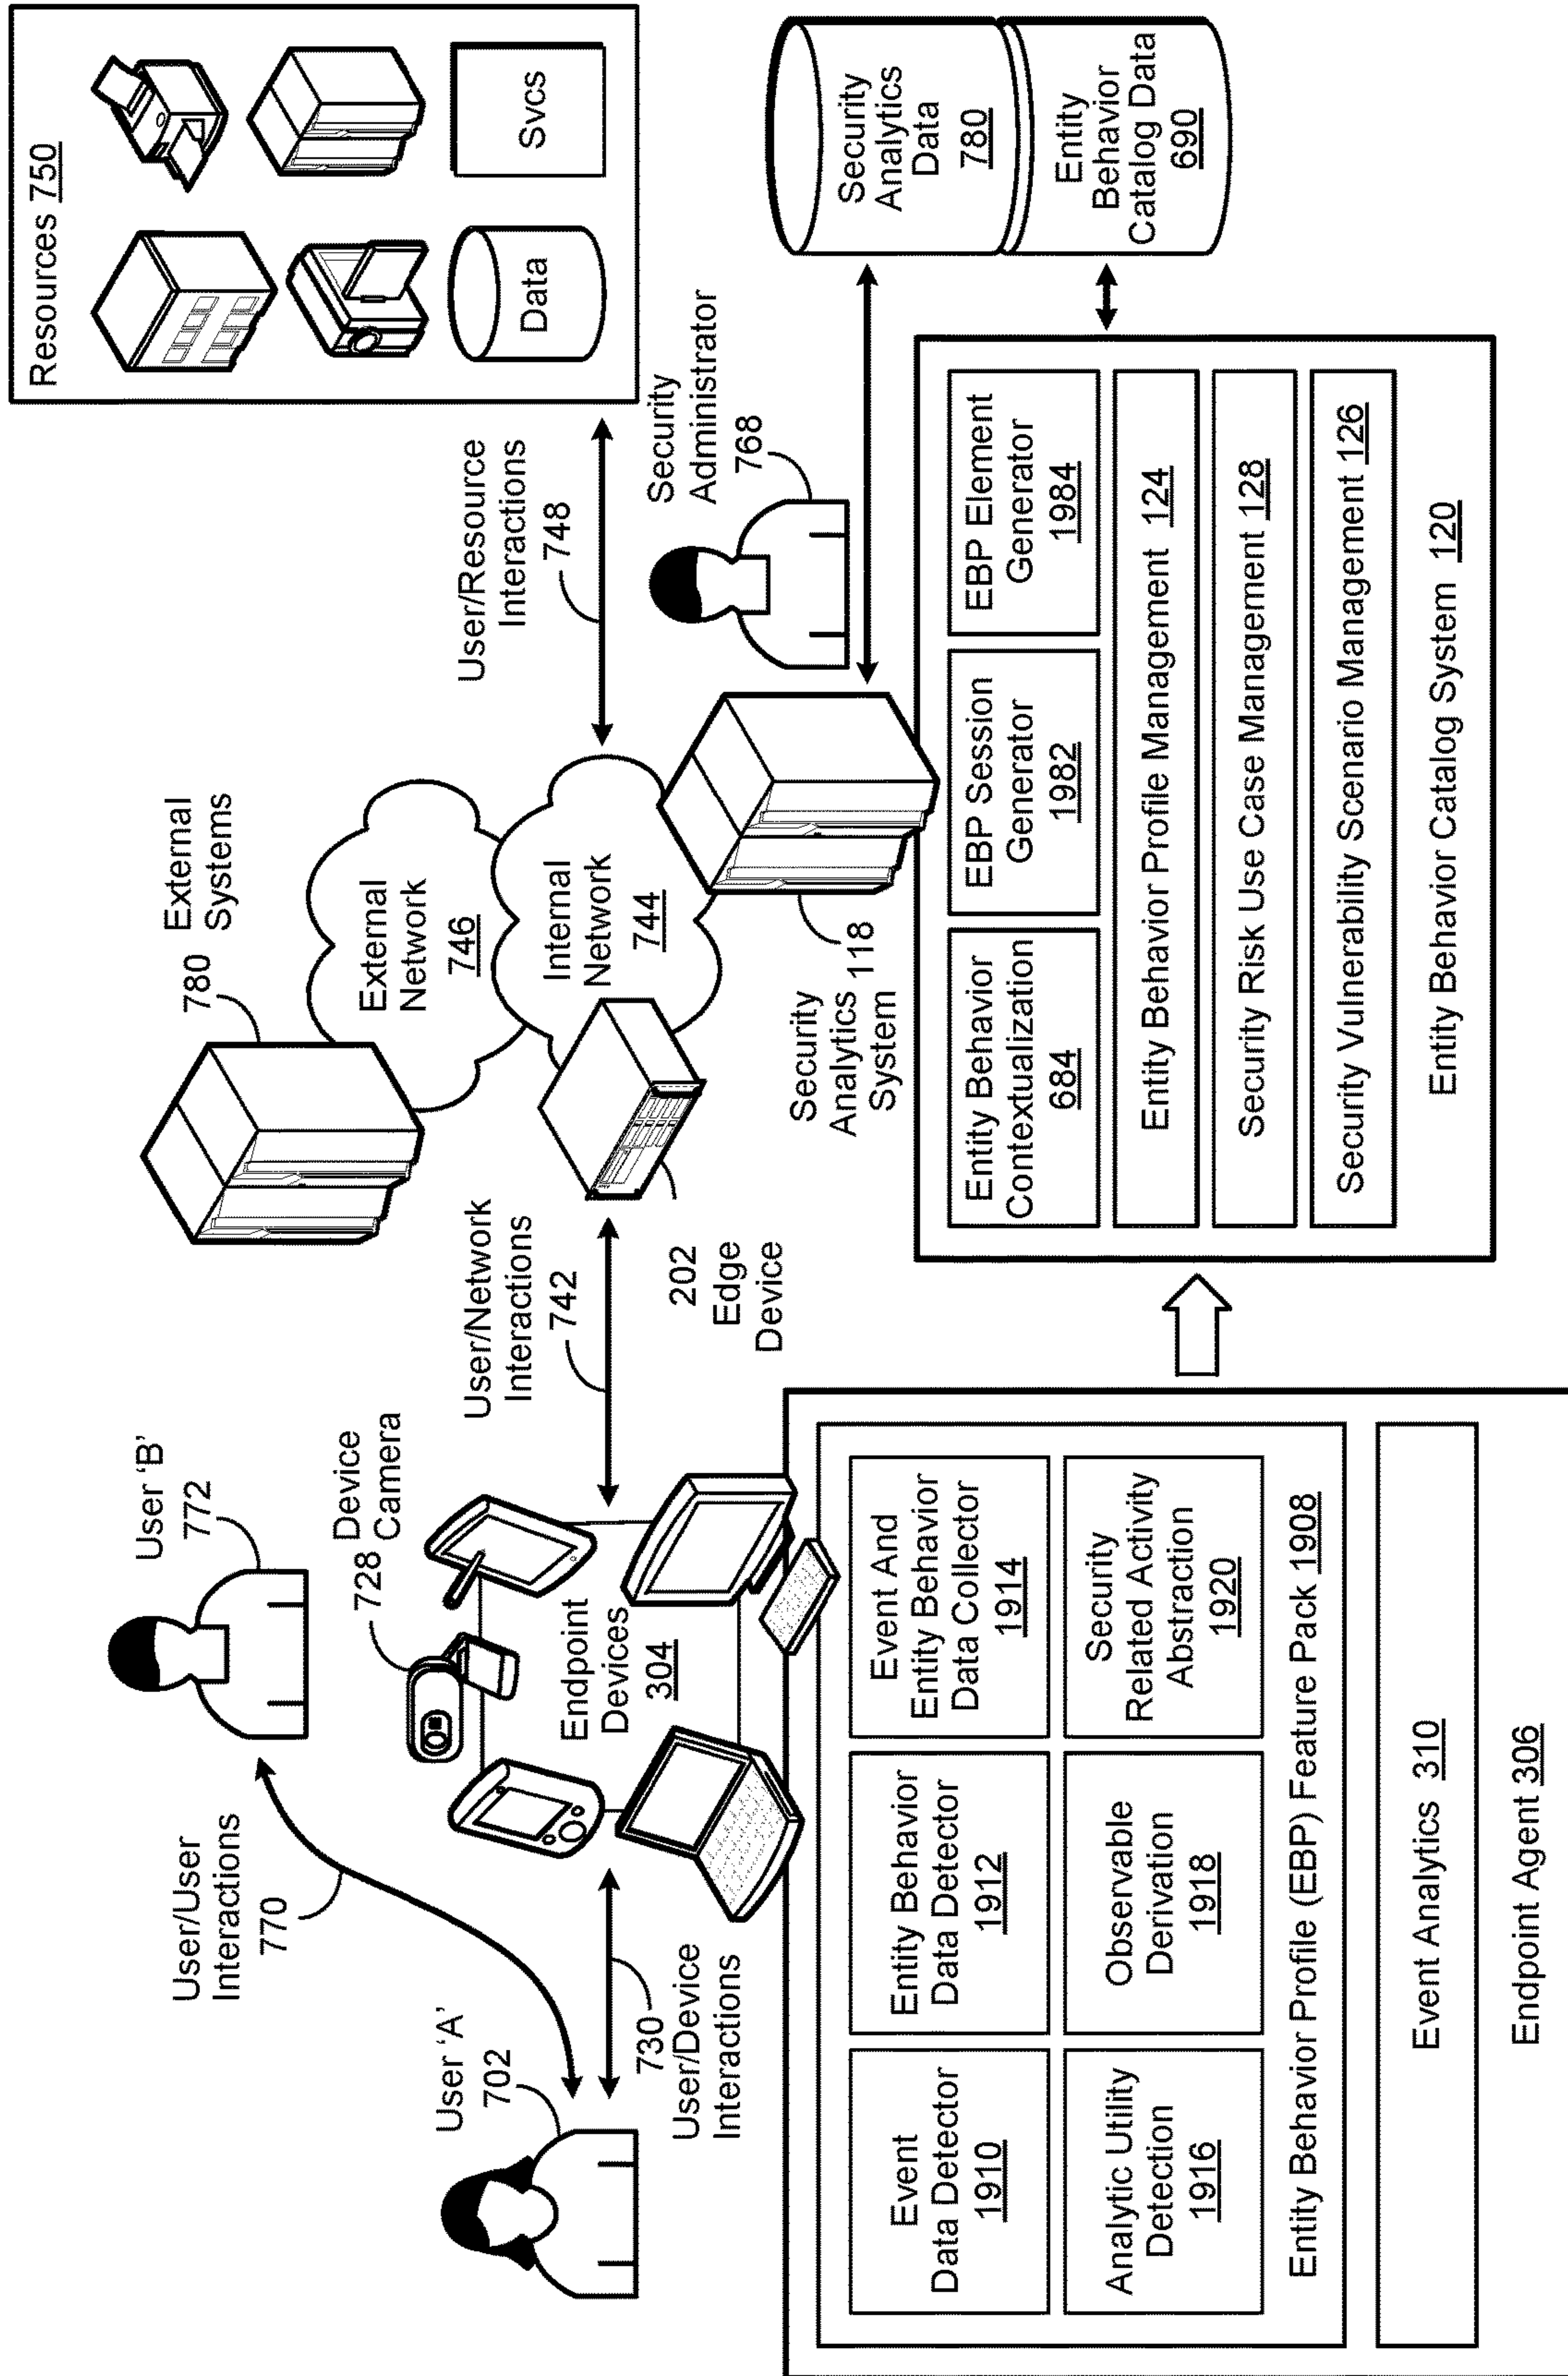 User/User
Interactions
770
User 'A'
702
User 'B'
772
728
Device
Camera
730
User/Device
Interactions
Endpoint
Devices
304
User/Network
Interactions
742
202
Edge
Device
780
External
Systems
External
Network
746
Internal
Network
744
Security
Analytics
System
118
User/Resource
Interactions
748
Security
Administrator
768
Resources 750
Data
Svcs
Security
Analytics
Data
780
Entity
Behavior
Catalog Data
690
Event
Data Detector
1910
Entity Behavior
Data Detector
1912
Event And
Entity Behavior
Data Collector
1914
Analytic Utility
Detection
1916
Observable
Derivation
1918
Security
Related Activity
Abstraction
1920
Entity Behavior Profile (EBP) Feature Pack 1908
Event Analytics 310
Endpoint Agent 306
Entity Behavior
Contextualization
684
EBP Session
Generator
1982
EBP Element
Generator
1984
Entity Behavior Profile Management 124
Security Risk Use Case Management 128
Security Vulnerability Scenario Management 126
Entity Behavior Catalog System 120